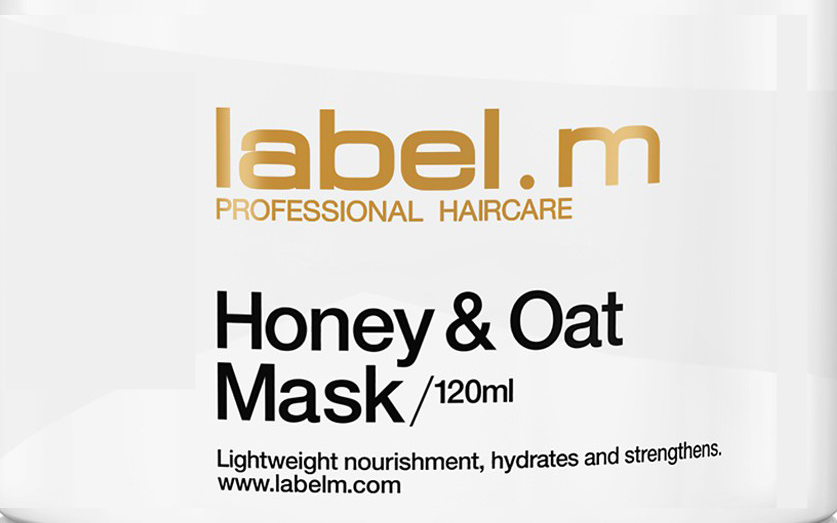 label.m
PROFESSIONAL HAIRCARE
Honey & Oat
Mask/120ml
Lightweight nourishment, hydrates and strengthens.
www.labelm.com